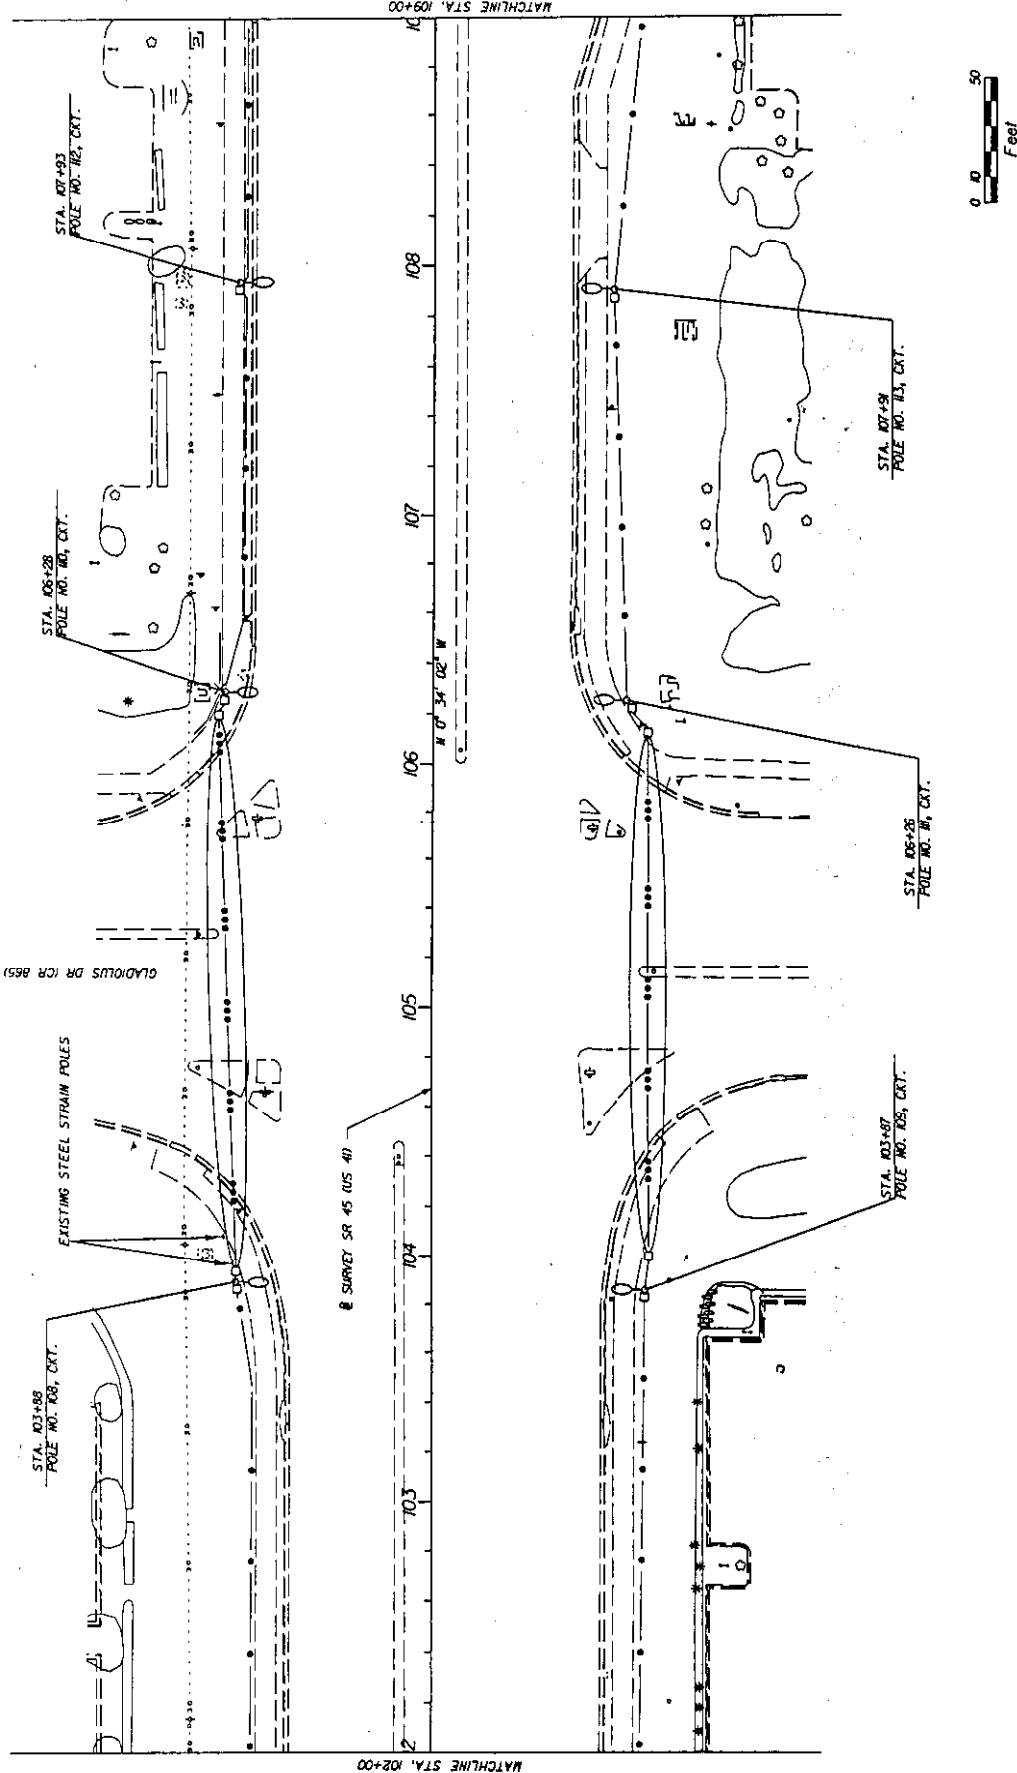 MATCHLINE STA. 109+00
STA. 107+93
POLE NO. 112, CKT.
STA. 106+28
POLE NO. 110, CKT.
EXISTING STEEL STRAIN POLES
STA. 103+88
POLE NO. 108, CKT.
GLADIOLUS DR (CR 865)
SURVEY SR 45 (US 41)
N 0° 34' 02" W
108
107
106
105
104
103
STA. 107+91
POLE NO. 113, CKT.
STA. 106+26
POLE NO. 111, CKT.
STA. 103+87
POLE NO. 109, CKT.
0 10 50
Feet
MATCHLINE STA. 102+00